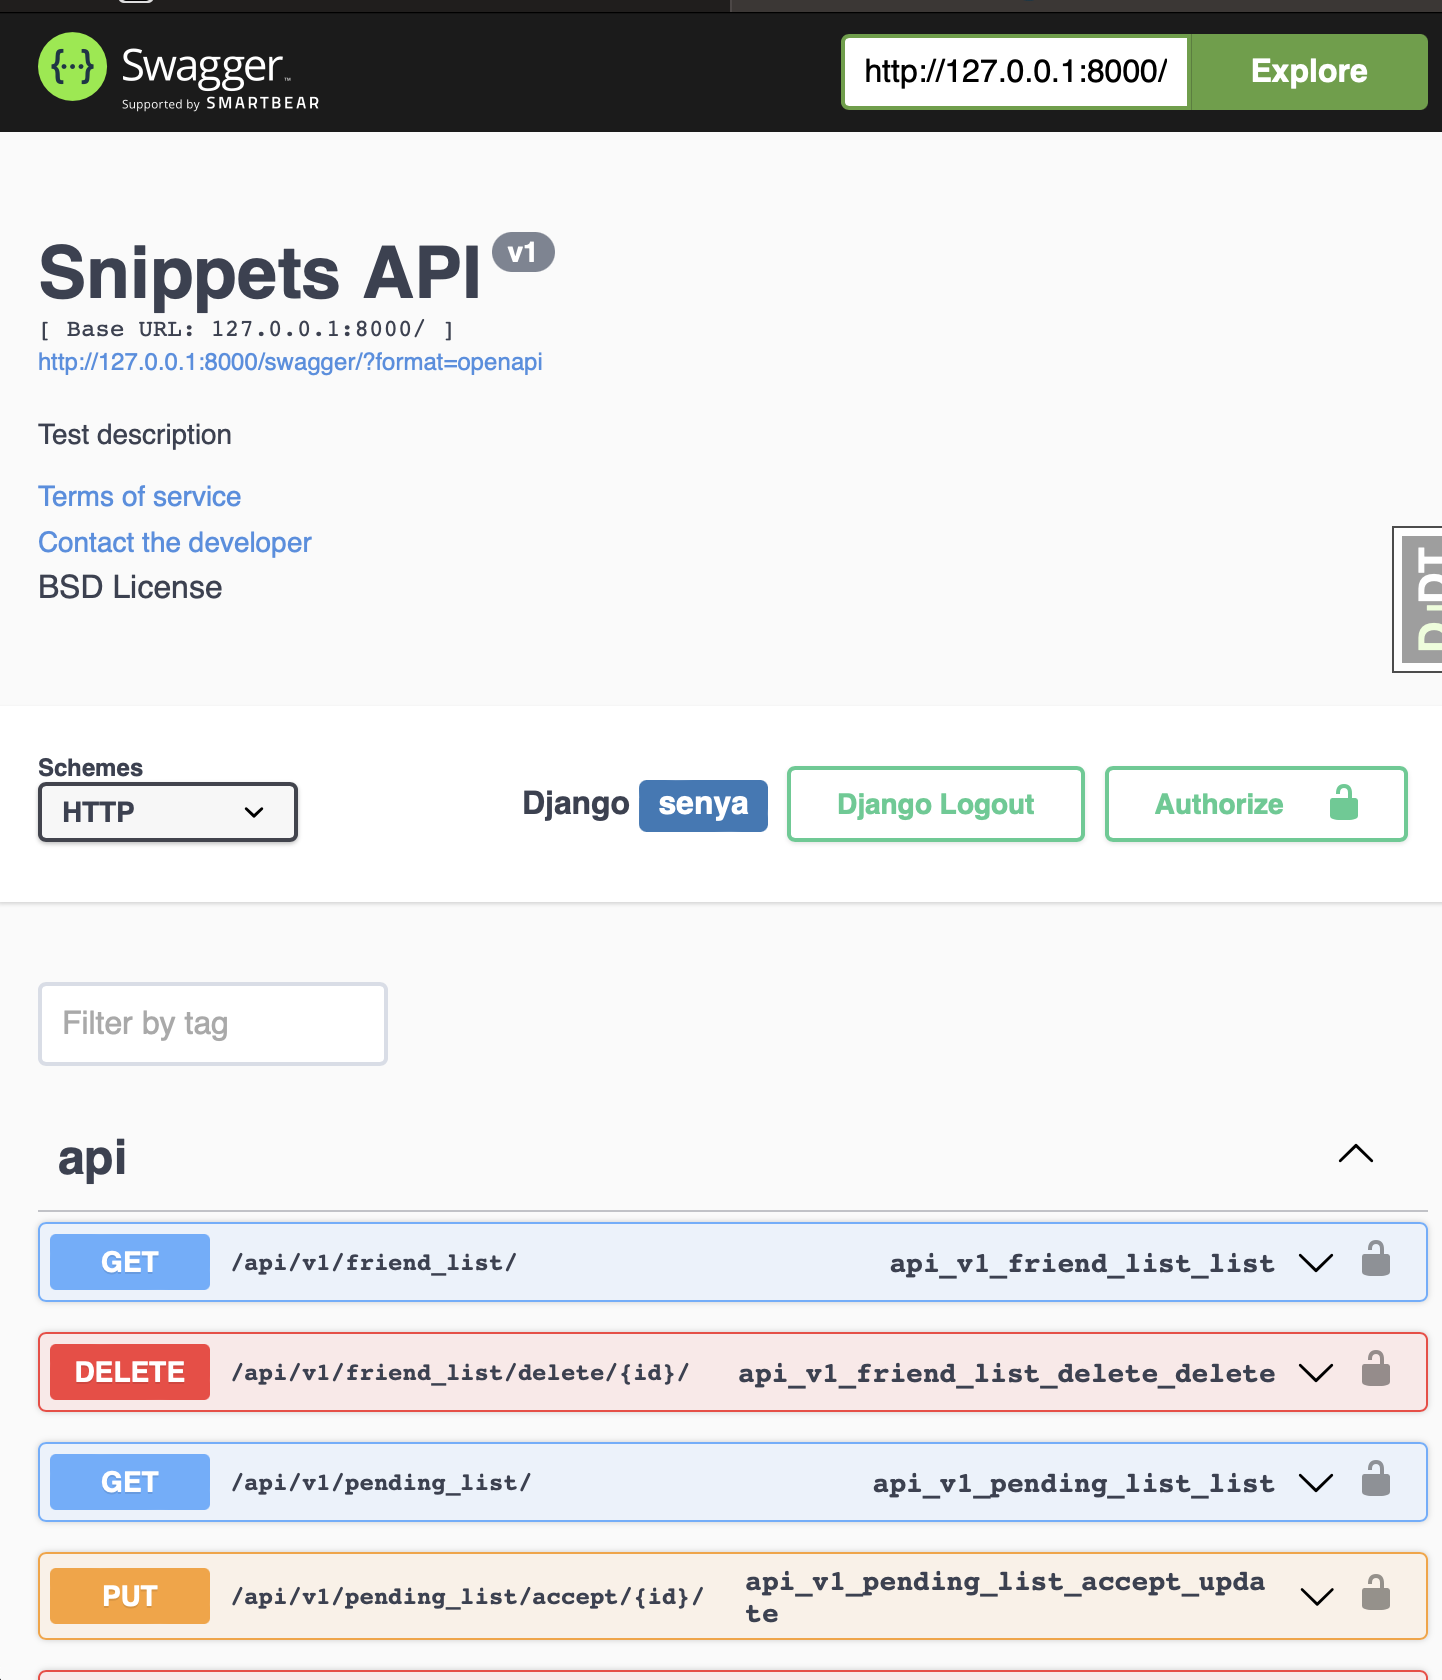 Swagger™
Supported by SMARTBEAR
http://127.0.0.1:8000/
Explore
Snippets API v1
[ Base URL: 127.0.0.1:8000/ ]
http://127.0.0.1:8000/swagger/?format=openapi
Test description
Terms of service
Contact the developer
BSD License
DjDT
Schemes
HTTP
Django senya
Django Logout
Authorize
Filter by tag
api
GET /api/v1/friend_list/ api_v1_friend_list_list
DELETE /api/v1/friend_list/delete/{id}/ api_v1_friend_list_delete_delete
GET /api/v1/pending_list/ api_v1_pending_list_list
PUT /api/v1/pending_list/accept/{id}/ api_v1_pending_list_accept_upda
te